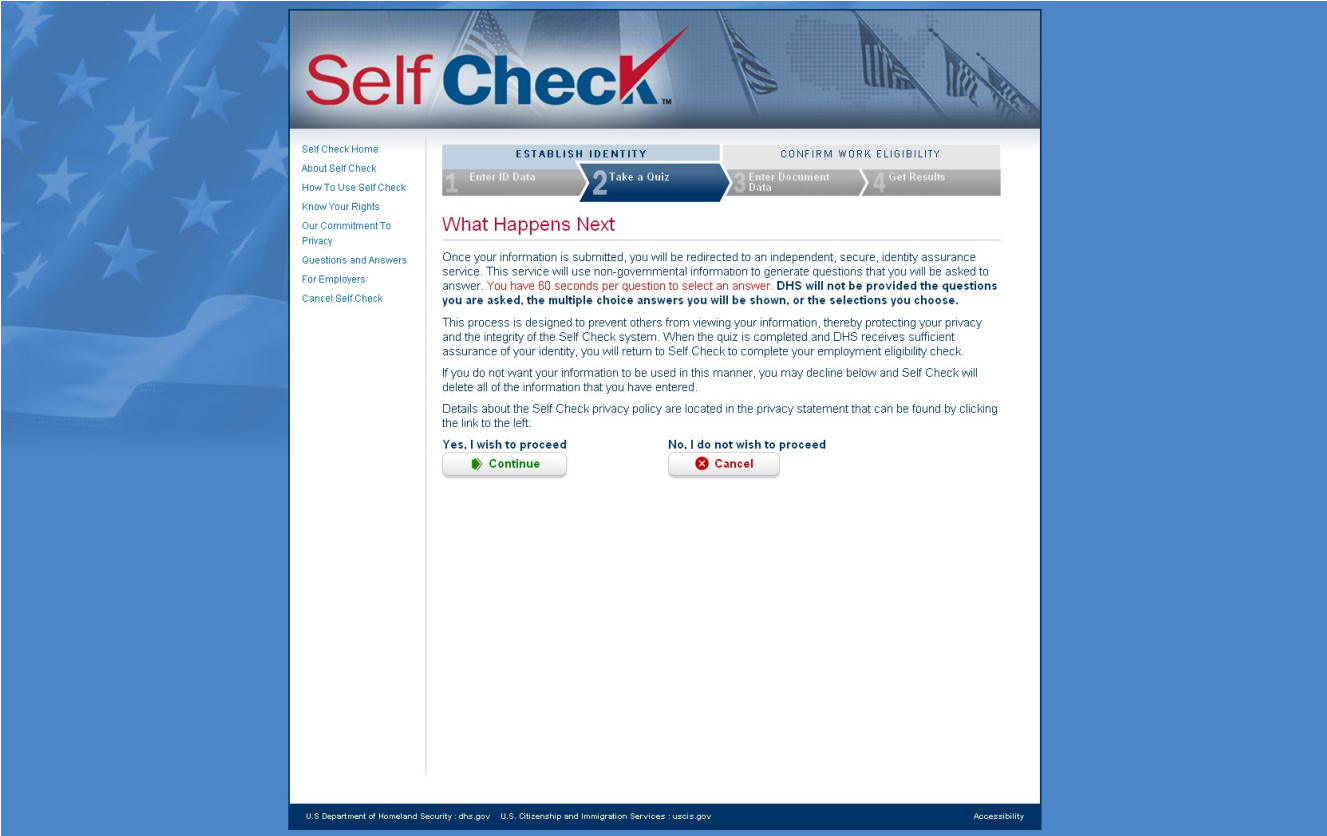 Self Check™
Self Check Home
About Self Check
How To Use Self Check
Know Your Rights
Our Commitment To
Privacy
Questions and Answers
For Employers
Cancel Self Check
ESTABLISH IDENTITY
CONFIRM WORK ELIGIBILITY
1 Enter ID Data
2 Take a Quiz
3 Enter Document
Data
4 Get Results
What Happens Next
Once your information is submitted, you will be redirected to an independent, secure, identity assurance
service. This service will use non-governmental information to generate questions that you will be asked to
answer. You have 60 seconds per question to select an answer. DHS will not be provided the questions
you are asked, the multiple choice answers you will be shown, or the selections you choose.
This process is designed to prevent others from viewing your information, thereby protecting your privacy
and the integrity of the Self Check system. When the quiz is completed and DHS receives sufficient
assurance of your identity, you will return to Self Check to complete your employment eligibility check.
If you do not want your information to be used in this manner, you may decline below and Self Check will
delete all of the information that you have entered.
Details about the Self Check privacy policy are located in the privacy statement that can be found by clicking
the link to the left.
Yes, I wish to proceed
Continue
No, I do not wish to proceed
Cancel
U.S Department of Homeland Security : dhs.gov U.S. Citizenship and Immigration Services : uscis.gov
Accessibility